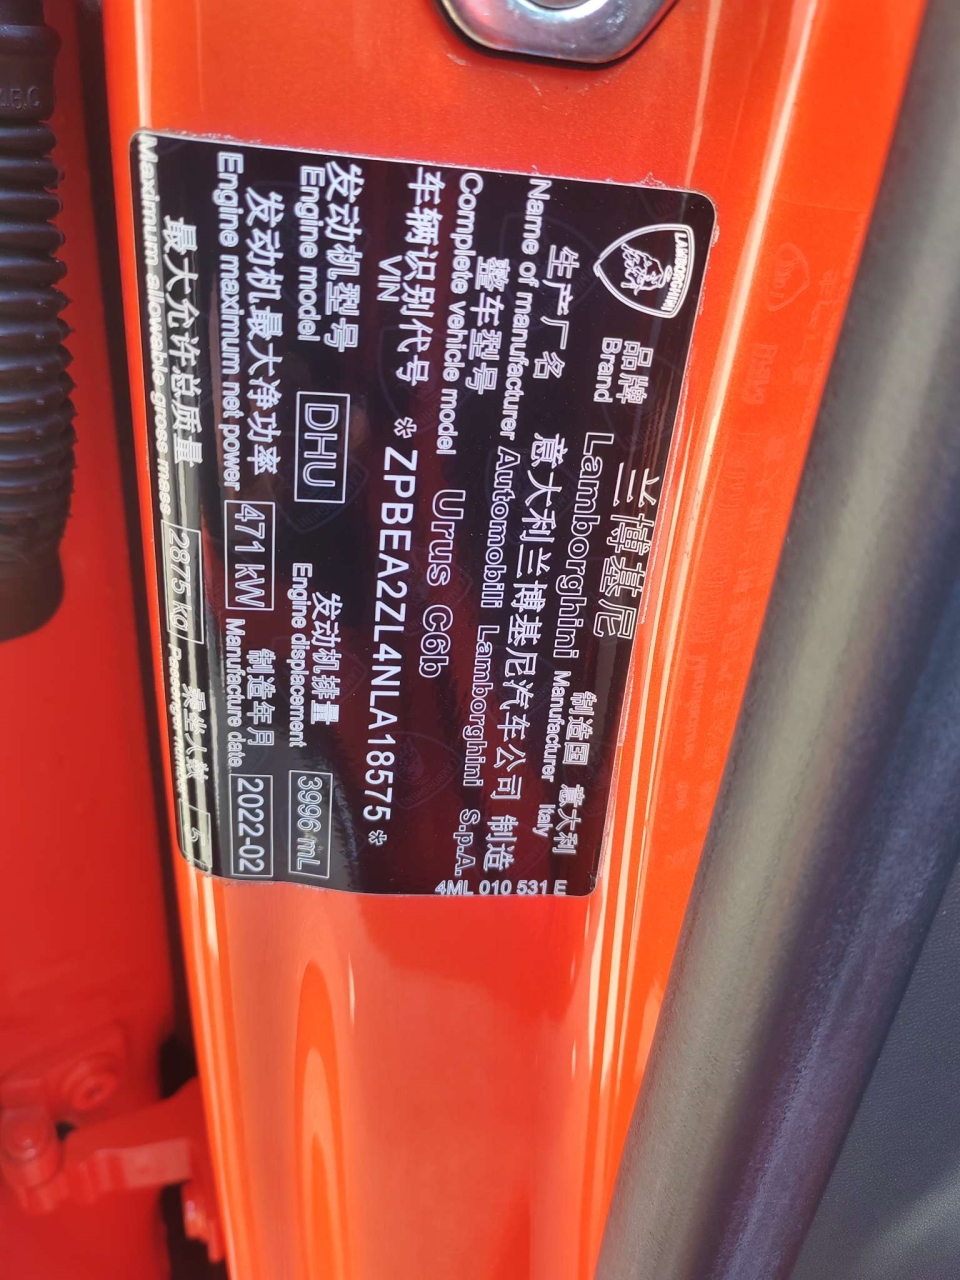 LAMBORGHINI
品牌 兰博基尼 制造国 意大利
Brand Lamborghini Manufacturer Italy
生产厂名 意大利兰博基尼汽车公司 制造
Name of manufacturer Automobili Lamborghini S.p.A.
整车型号
Complete vehicle model Urus C6b
车辆识别代号
VIN * ZPBEA2ZL4NLA18575 *
发动机型号 DHU 发动机排量 3996 mL
Engine model Engine displacement
发动机最大净功率 471 kW 制造年月 2022-02
Engine maximum net power Manufacture date
最大允许总质量 2875 kg 乘坐人数 5
Maximum allowable gross mass Passenger number
4ML 010 531 E